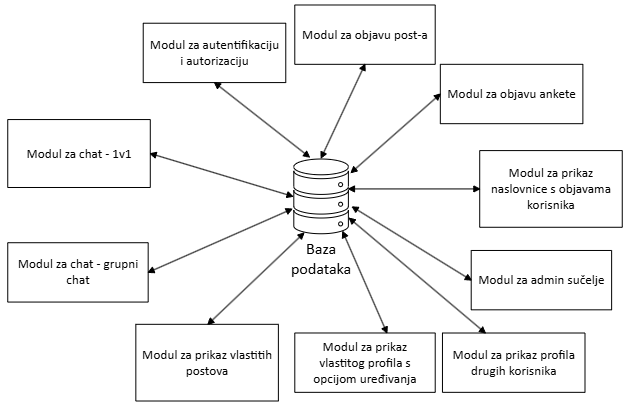 Modul za objavu post-a
Modul za autentifikaciju
i autorizaciju
Modul za objavu ankete
Modul za chat - 1v1
Modul za prikaz
naslovnice s objavama
korisnika
Baza
podataka
Modul za chat - grupni
chat
Modul za admin sučelje
Modul za prikaz vlastitih
postova
Modul za prikaz
vlastitog profila s
opcijom uređivanja
Modul za prikaz profila
drugih korisnika